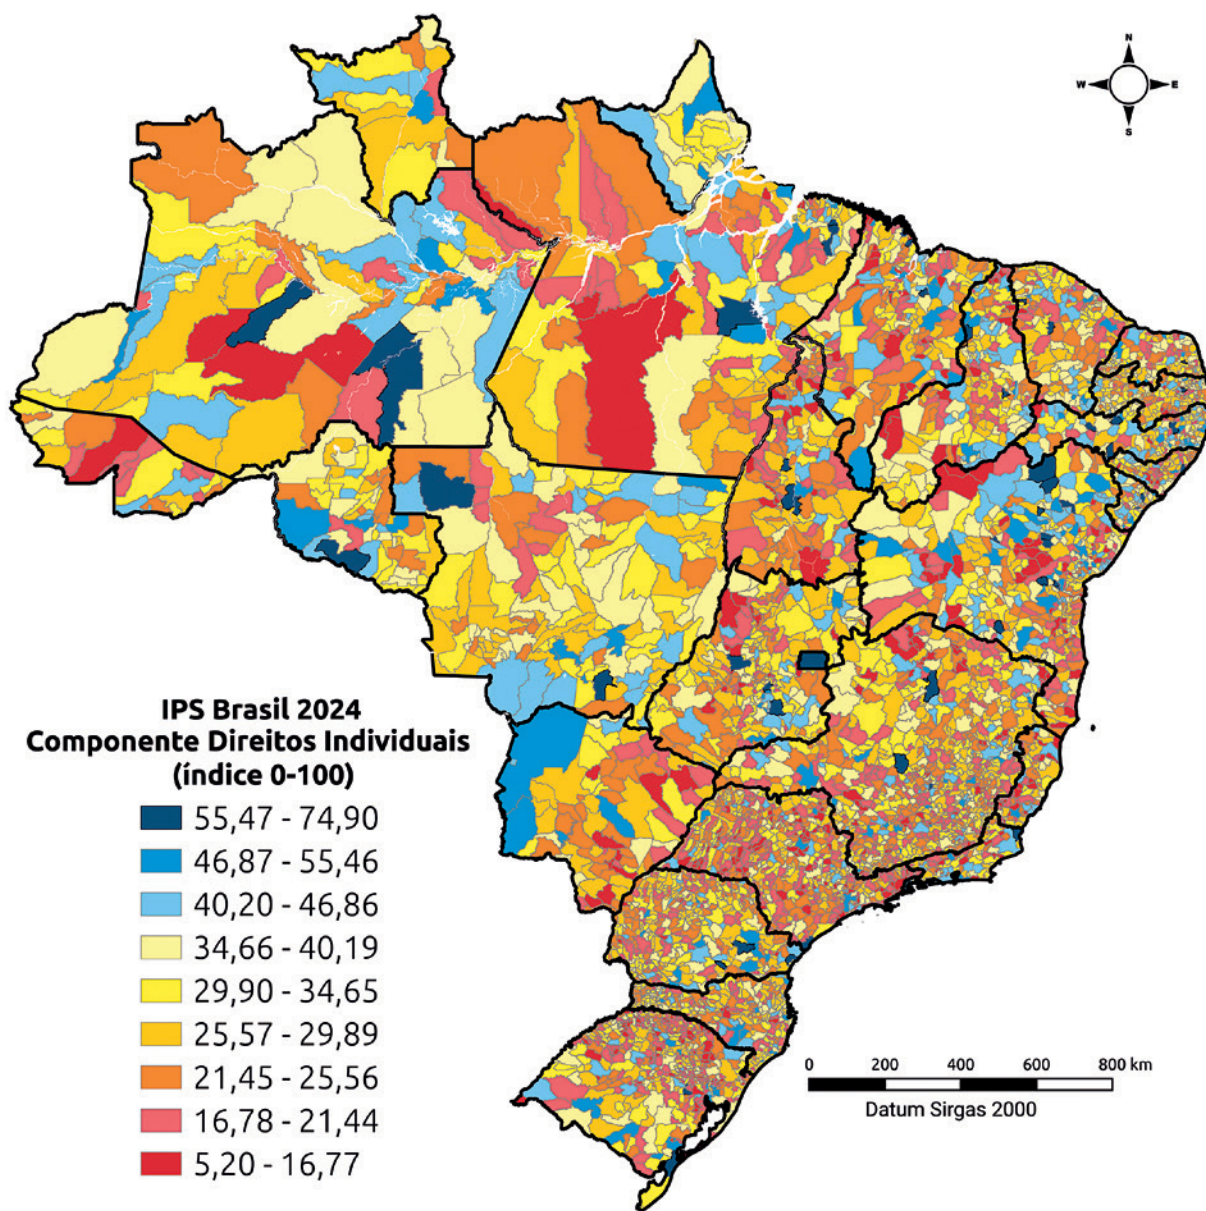 N
W E
S
IPS Brasil 2024
Componente Direitos Individuais
(índice 0-100)
55,47 - 74,90
46,87 - 55,46
40,20 - 46,86
34,66 - 40,19
29,90 - 34,65
25,57 - 29,89
21,45 - 25,56
16,78 - 21,44
5,20 - 16,77
0 200 400 600 800 km
Datum Sirgas 2000